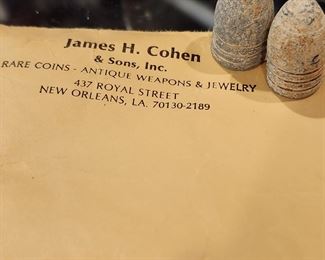 James H. Cohen
& Sons, Inc.
RARE COINS - ANTIQUE WEAPONS & JEWELRY
437 ROYAL STREET
NEW ORLEANS, LA. 70130-2189